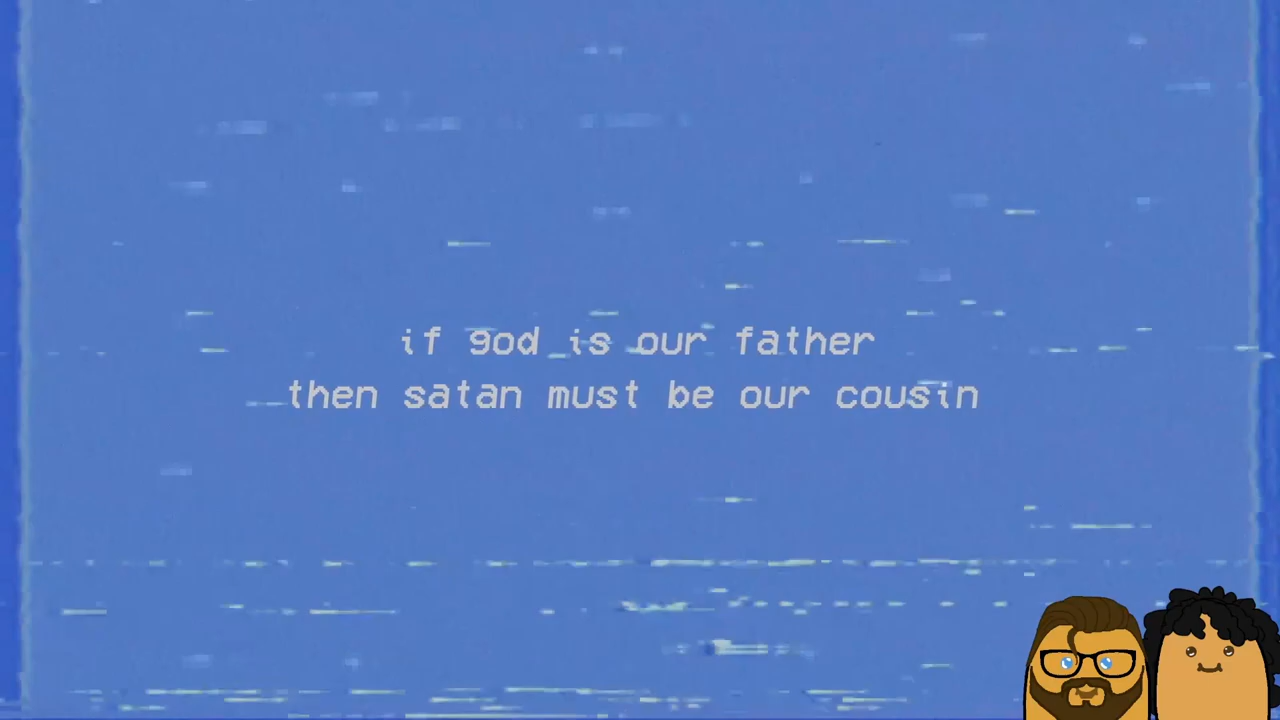 if god is our father
then satan must be our cousin